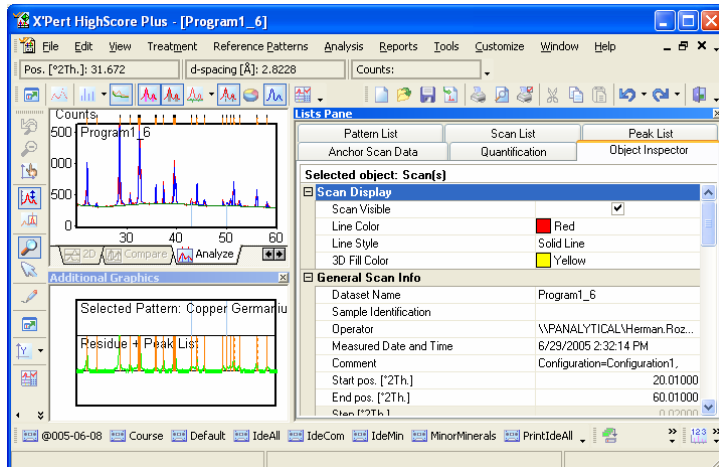 X'Pert HighScore Plus - [Program1_6]
File Edit View Treatment Reference Patterns Analysis Reports Tools Customize Window Help
Pos. [°2Th.]: 31.672 d-spacing [Å]: 2.8228 Counts:
Counts
Program1_6
500
000
500
0
30 40 50 60
2D Compare Analyze
Additional Graphics
Selected Pattern: Copper Germaniu
Residue + Peak List
Lists Pane
Pattern List Scan List Peak List
Anchor Scan Data Quantification Object Inspector
Selected object: Scan(s)
Scan Display
Scan Visible
Line Color Red
Line Style Solid Line
3D Fill Color Yellow
General Scan Info
Dataset Name Program1_6
Sample Identification
Operator \\PANALYTICAL\Herman.Roz...
Measured Date and Time 6/29/2005 2:32:14 PM
Comment Configuration=Configuration1,
Start pos. [°2Th.] 20.01000
End pos. [°2Th.] 60.01000
Step [°2Th.] 0.02000
@005-06-08 Course Default IdeAll IdeCom IdeMin MinorMinerals PrintIdeAll
123